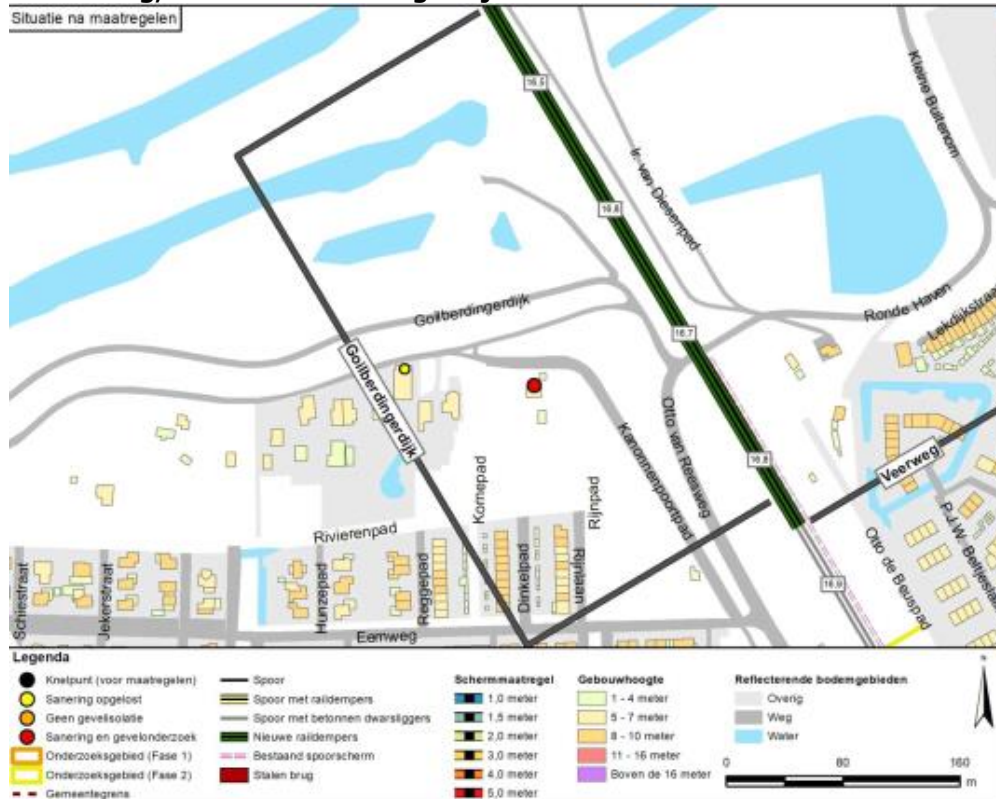 Situatie na maatregelen
16.5
Kleine Buitenom
Ir. van Diesenpad
16.6
Goilberdingerdijk
Ronde Haven
Lekdijkstraat
16.7
Goilberdingerdijk
Otto van Reesweg
Kanonnenpoortpad
Veerweg
16.8
Kornepad
Rijnpad
Rivierenpad
P.J.W. Beltjeslaan
Otto de Beuspad
Schiestraat
Jekerstraat
Hunzepad
Reggepad
Dinkelpad
Rijnlaan
16.9
Eemweg
Legenda
Knelpunt (voor maatregelen)
Sanering opgelost
Geen gevelisolatie
Sanering en gevelonderzoek
Onderzoeksgebied (Fase 1)
Onderzoeksgebied (Fase 2)
Gemeentegrens
Spoor
Spoor met raildempers
Spoor met betonnen dwarsliggers
Nieuwe raildempers
Bestaand spoorscherm
Stalen brug
Schermmaatregel
1,0 meter
1,5 meter
2,0 meter
3,0 meter
4,0 meter
5,0 meter
Gebouwhoogte
1 - 4 meter
5 - 7 meter
8 - 10 meter
11 - 16 meter
Boven de 16 meter
Reflecterende bodemgebieden
Overig
Weg
Water
0 80 160
m